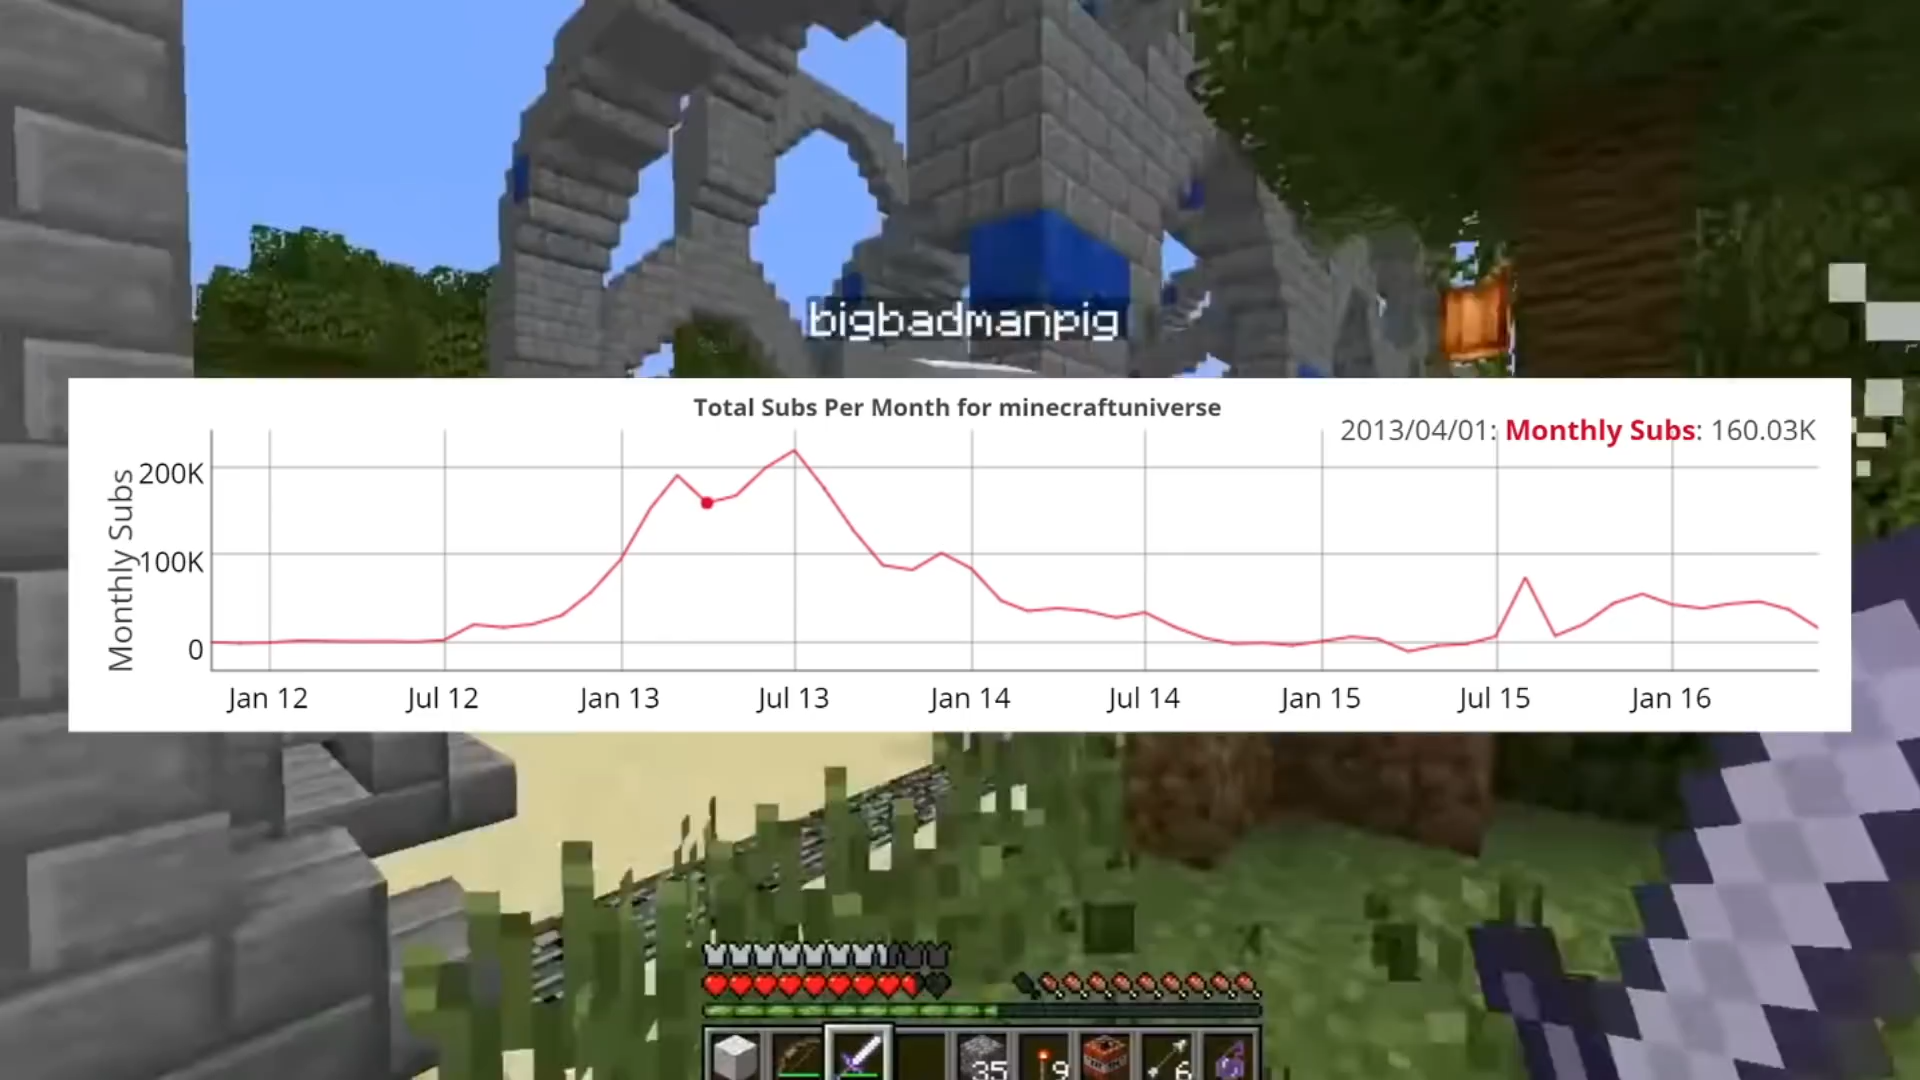 bigbadmanpig
Total Subs Per Month for minecraftuniverse
2013/04/01: Monthly Subs: 160.03K
Monthly Subs
200K
100K
0
Jan 12 Jul 12 Jan 13 Jul 13 Jan 14 Jul 14 Jan 15 Jul 15 Jan 16
35 9 6